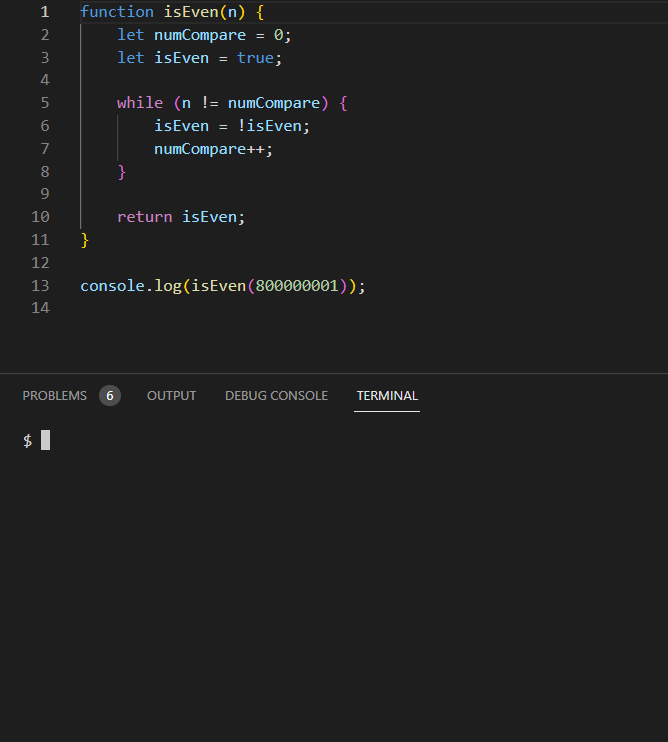 1 function isEven(n) {
2 let numCompare = 0;
3 let isEven = true;
4
5 while (n != numCompare) {
6 isEven = !isEven;
7 numCompare++;
8 }
9
10 return isEven;
11 }
12
13 console.log(isEven(800000001));
14
PROBLEMS 6 OUTPUT DEBUG CONSOLE TERMINAL
$